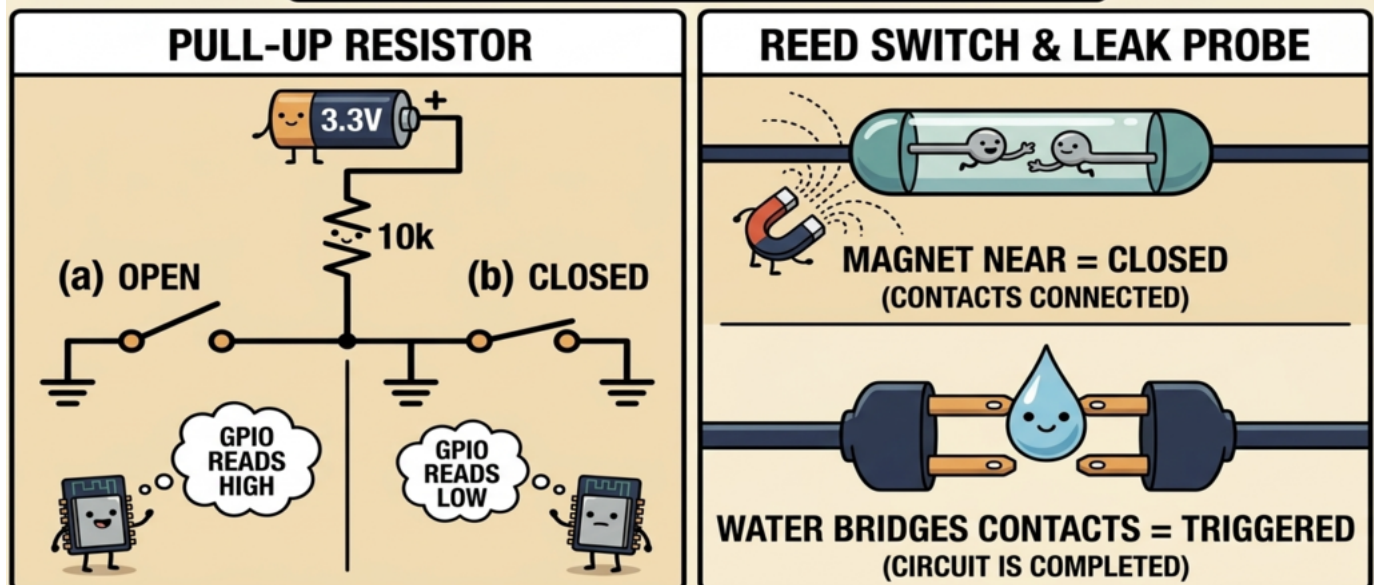 PULL-UP RESISTOR
3.3V
+
10k
(a) OPEN
(b) CLOSED
GPIO
READS
HIGH
GPIO
READS
LOW
REED SWITCH & LEAK PROBE
MAGNET NEAR = CLOSED
(CONTACTS CONNECTED)
WATER BRIDGES CONTACTS = TRIGGERED
(CIRCUIT IS COMPLETED)